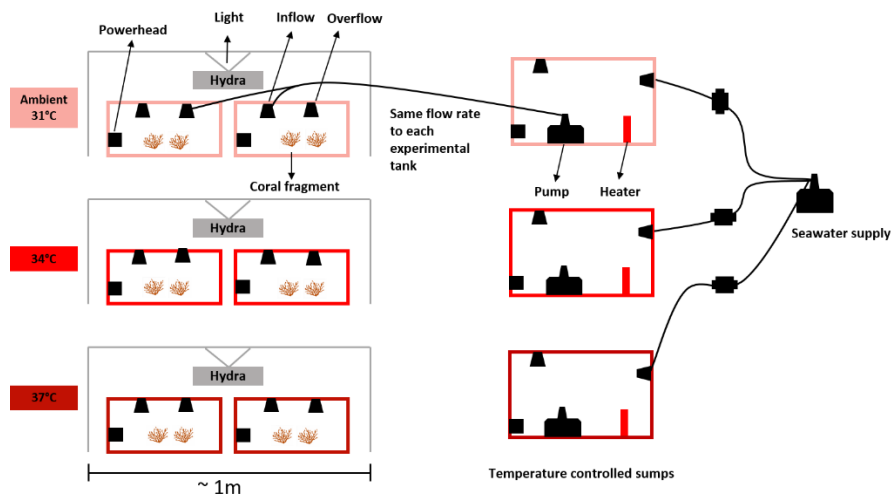 Powerhead
Light
Inflow
Overflow
Hydra
Ambient
31°C
Same flow rate
to each
experimental
tank
Coral fragment
Pump
Heater
Seawater supply
Hydra
34°C
Hydra
37°C
~ 1m
Temperature controlled sumps